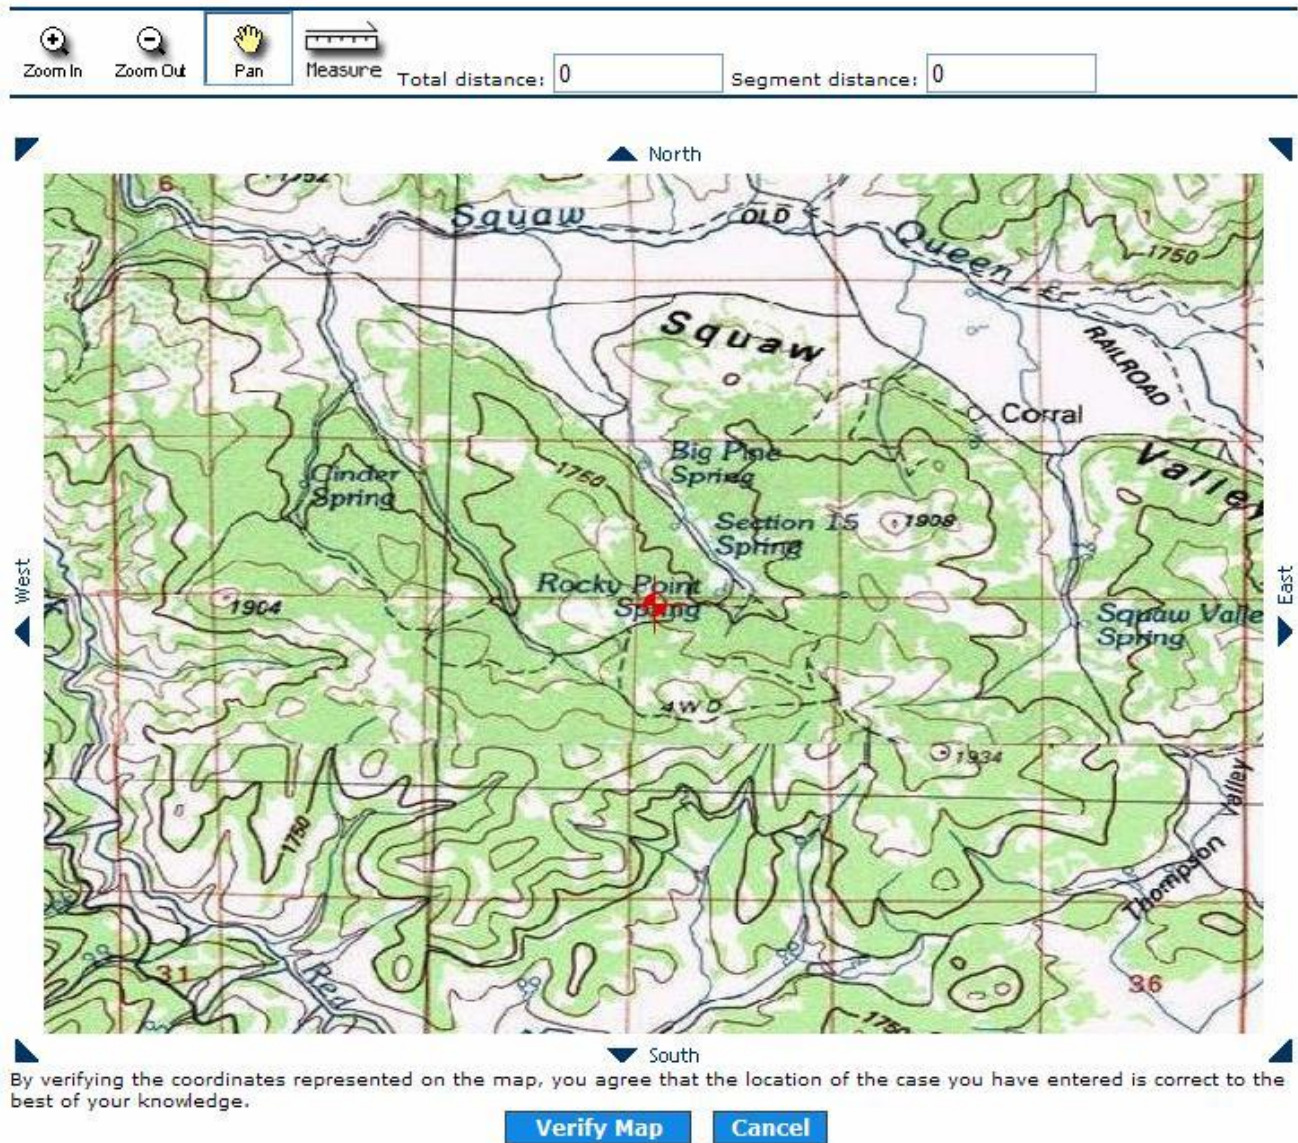 Zoom In
Zoom Out
Pan
Measure
Total distance: 0
Segment distance: 0
North
6
Squaw
OLD
1
Queen
1750
Squaw
RAILROAD
Corral
Big Pine
Spring
Valley
Cinder
Spring
1750
Section 15
Spring
1908
West
East
Rocky Point
Spring
1904
Squaw Valle
Spring
4WD
1934
1750
Thompson Valley
31
Red
36
1750
South
By verifying the coordinates represented on the map, you agree that the location of the case you have entered is correct to the
best of your knowledge.
Verify Map
Cancel